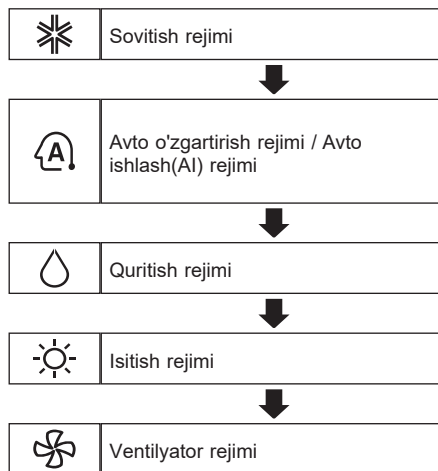 Sovitish rejimi
A
Avto o'zgartirish rejimi / Avto
ishlash(AI) rejimi
Quritish rejimi
Isitish rejimi
Ventilyator rejimi